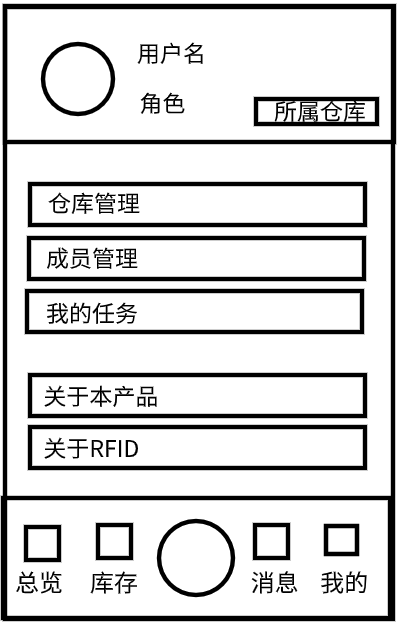 用户名
角色
所属仓库
仓库管理
成员管理
我的任务
关于本产品
关于RFID
总览 库存 消息 我的